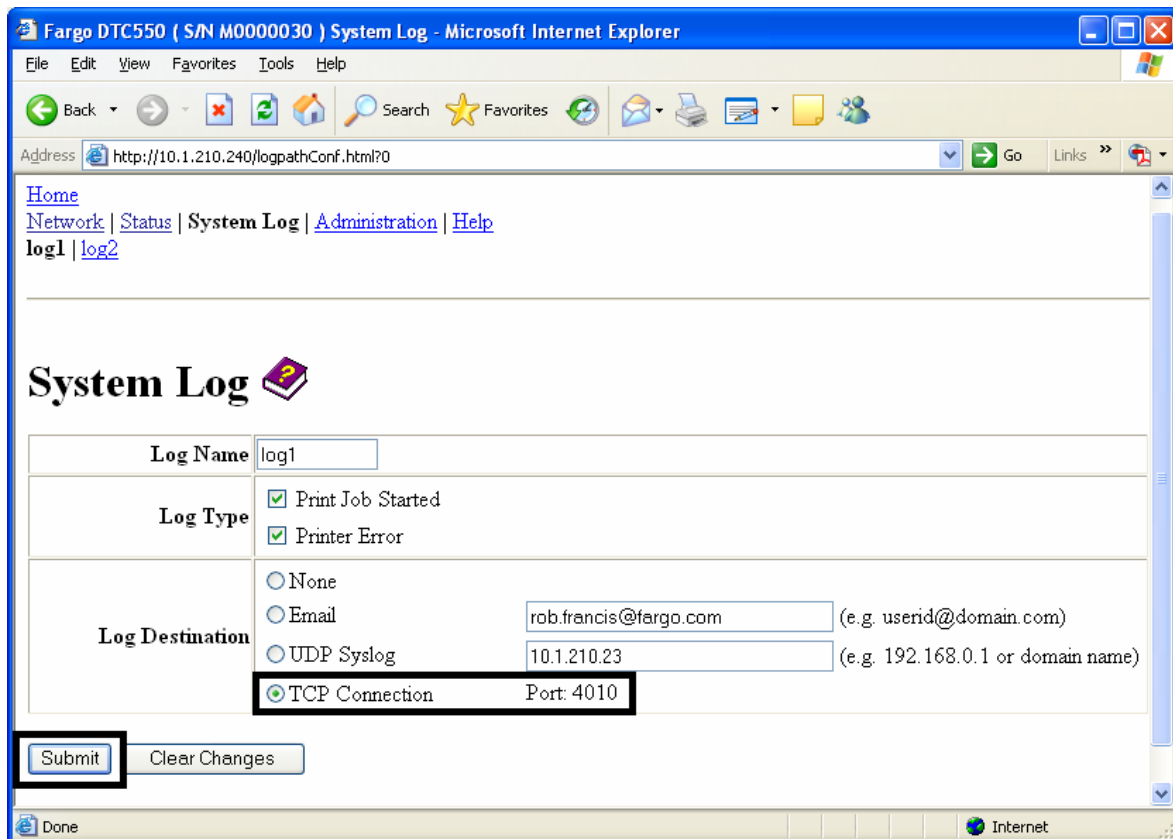 Fargo DTC550 ( S/N M0000030 ) System Log - Microsoft Internet Explorer
File Edit View Favorites Tools Help
Back Search Favorites
Address http://10.1.210.240/logpathConf.html?0 Go Links »
Home
Network | Status | System Log | Administration | Help
log1 | log2
System Log
Log Name log1
Log Type
Print Job Started
Printer Error
Log Destination
None
Email rob.francis@fargo.com (e.g. userid@domain.com)
UDP Syslog 10.1.210.23 (e.g. 192.168.0.1 or domain name)
TCP Connection Port: 4010
Submit Clear Changes
Done Internet